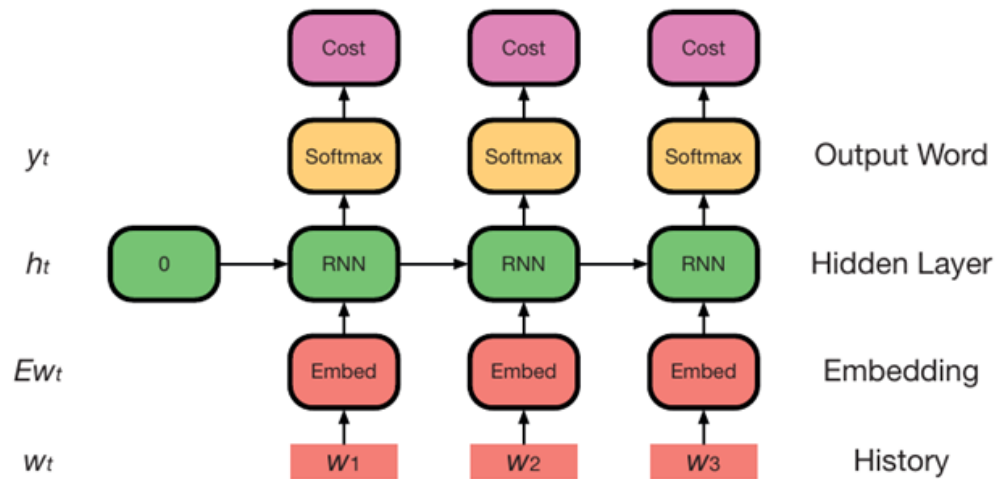 Cost Cost Cost
yt Softmax Softmax Softmax Output Word
ht 0 RNN RNN RNN Hidden Layer
Ewt Embed Embed Embed Embedding
wt w1 w2 w3 History